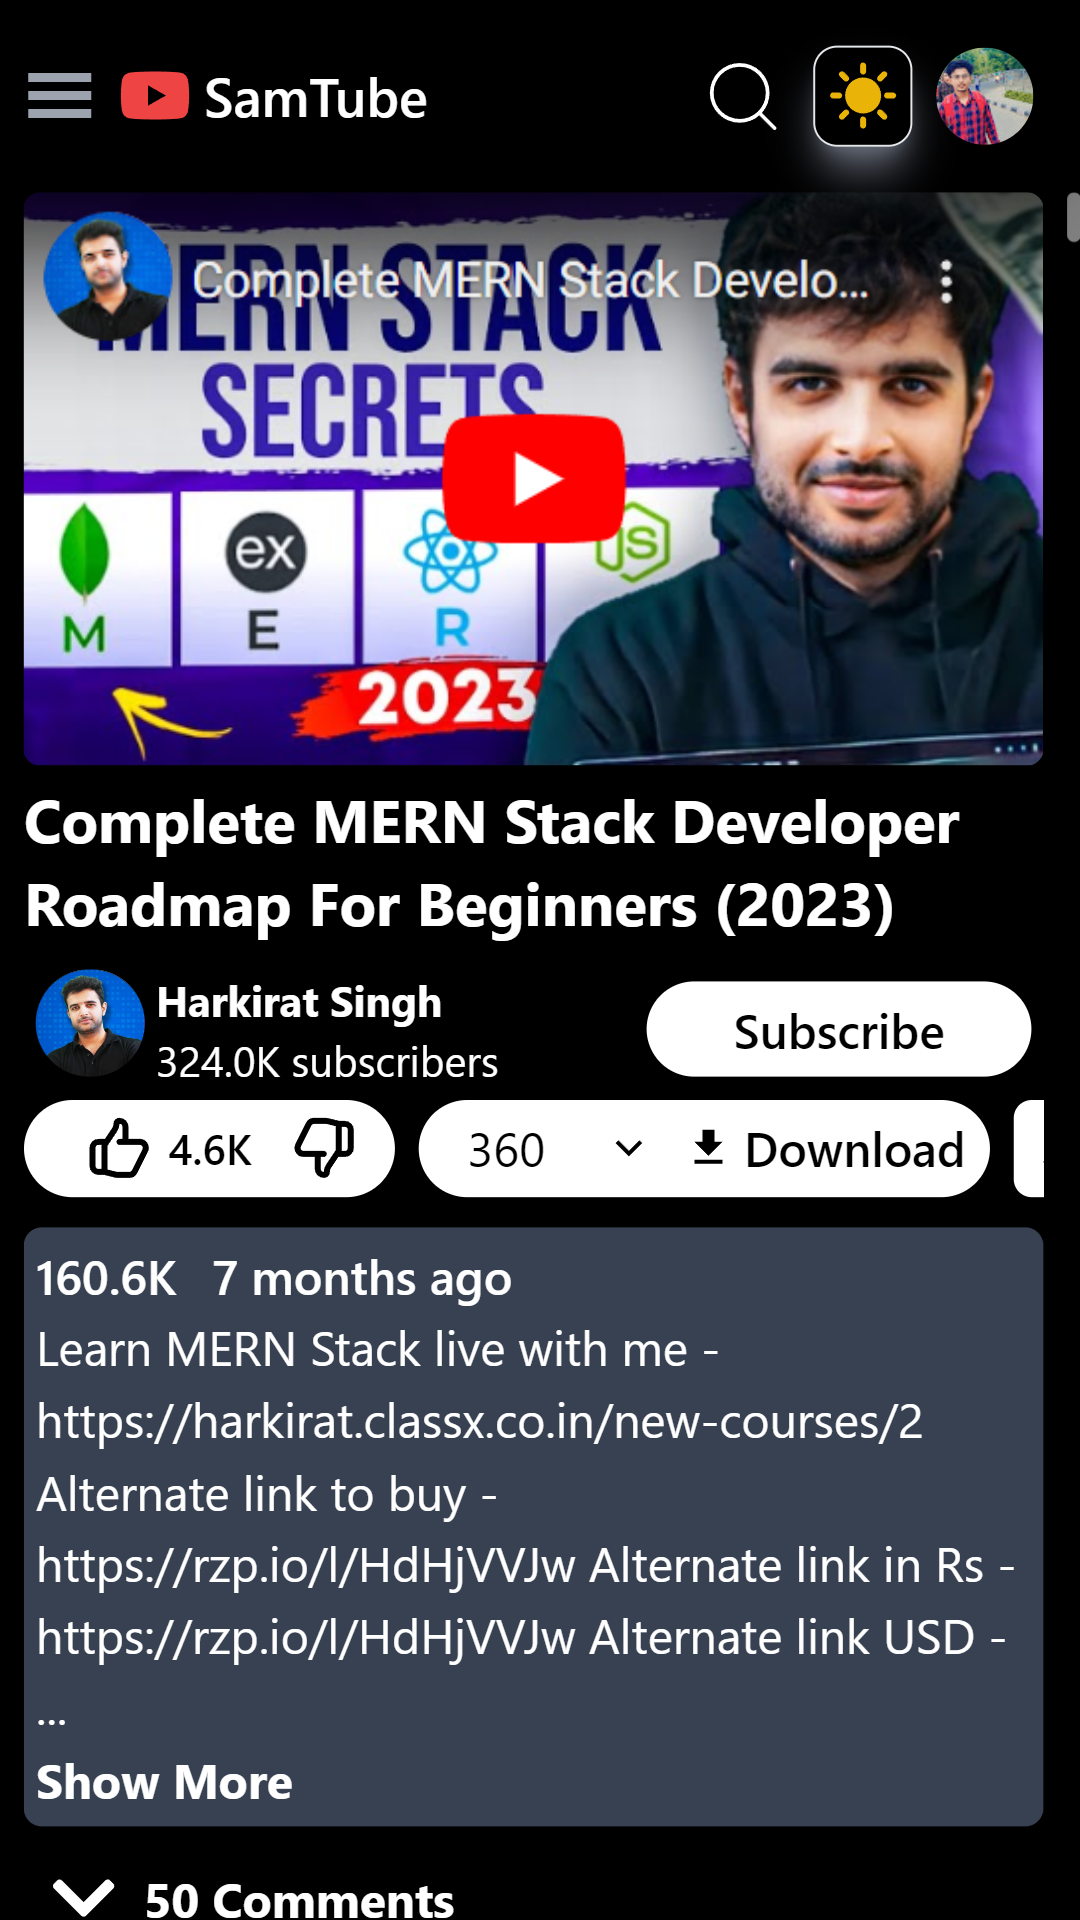 SamTube
Complete MERN Stack Develo...
MERN STACK
SECRETS
ex
JS
M
E
R
2023
Complete MERN Stack Developer
Roadmap For Beginners (2023)
Harkirat Singh
324.0K subscribers
Subscribe
4.6K
360
Download
160.6K 7 months ago
Learn MERN Stack live with me -
https://harkirat.classx.co.in/new-courses/2
Alternate link to buy -
https://rzp.io/l/HdHjVVJw Alternate link in Rs -
https://rzp.io/l/HdHjVVJw Alternate link USD -
...
Show More
50 Comments